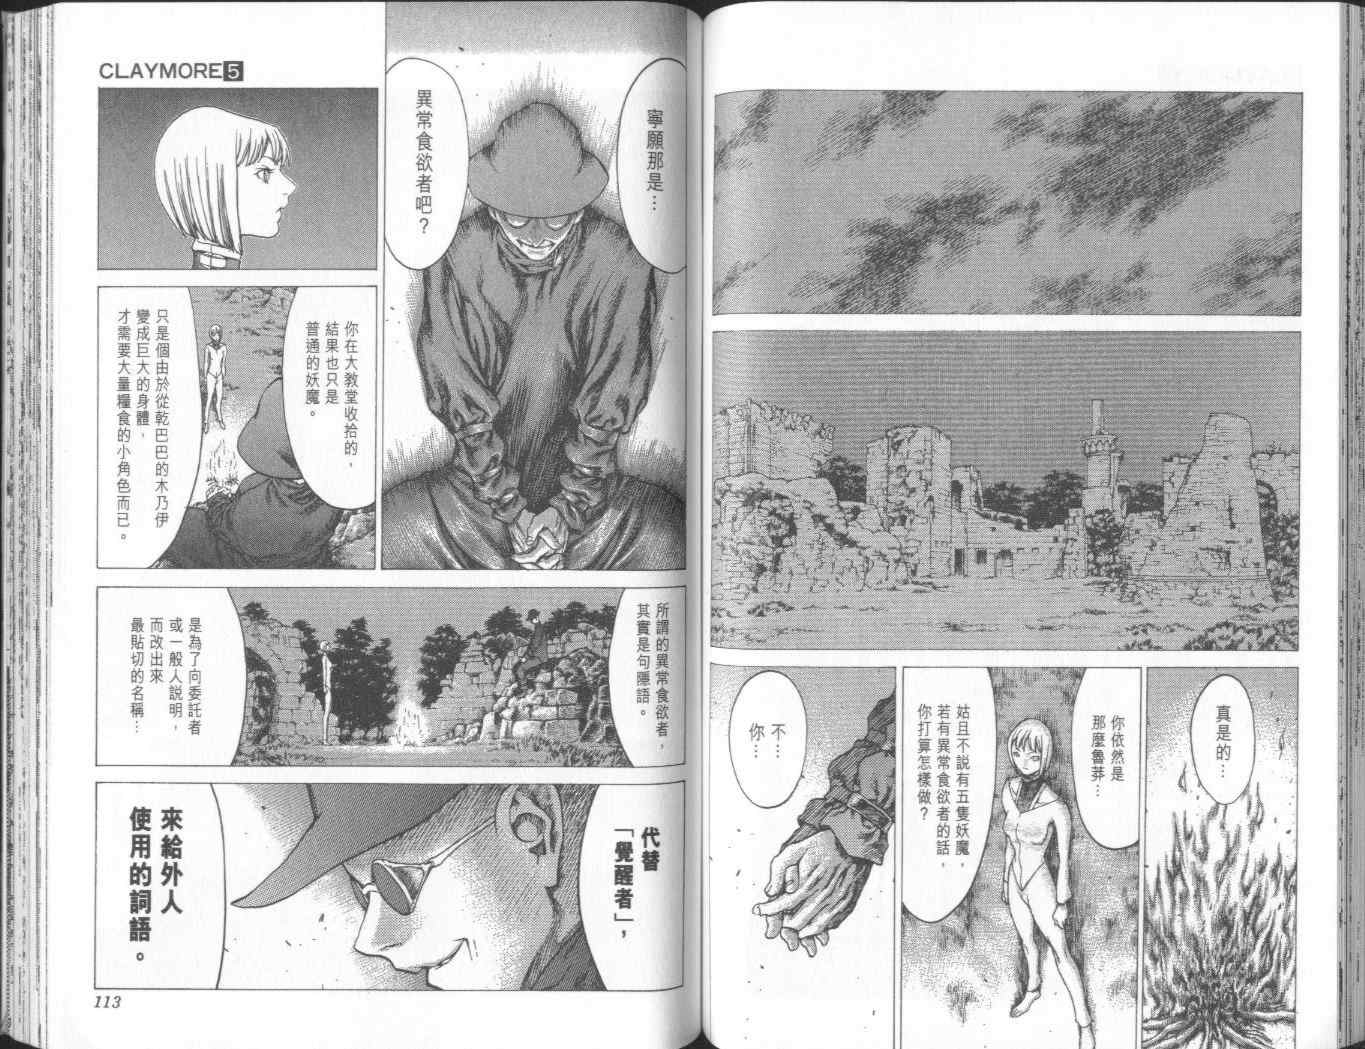 真是的…
你依然是
那麼魯莽…
姑且不說有五隻妖魔，
若有異常食欲者的話，
你打算怎樣做？
不…
你…
CLAYMORE 5
寧願那是…
異常食欲者吧？
你在大教堂收拾的，
結果也只是
普通的妖魔。
只是個由於從乾巴巴的木乃伊
變成巨大的身體，
才需要大量糧食的小角色而已。
所謂的異常食欲者，
其實是句隱語。
是為了向委託者
或一般人說明，
而改出來
最貼切的名稱…
代替
「覺醒者」，
來給外人
使用的詞語。
113